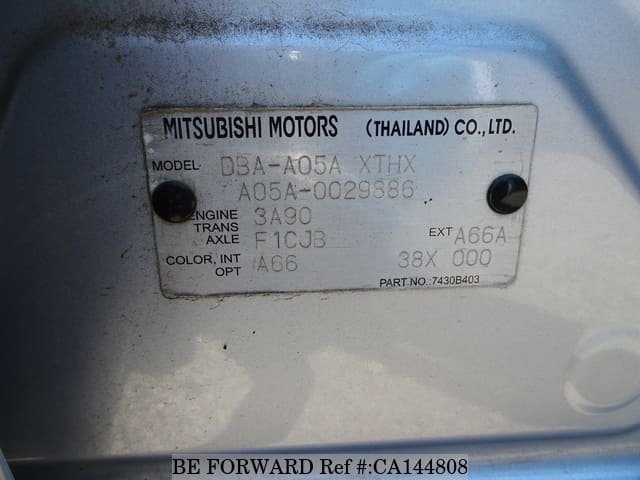 MITSUBISHI MOTORS (THAILAND) CO.,LTD.
MODEL DBA-A05A XTHX
A05A-0029886
ENGINE 3A90
TRANS AXLE F1CJB EXT A66A
COLOR, INT OPT A66 38X 000
PART NO.:7430B403
BE FORWARD Ref #:CA144808